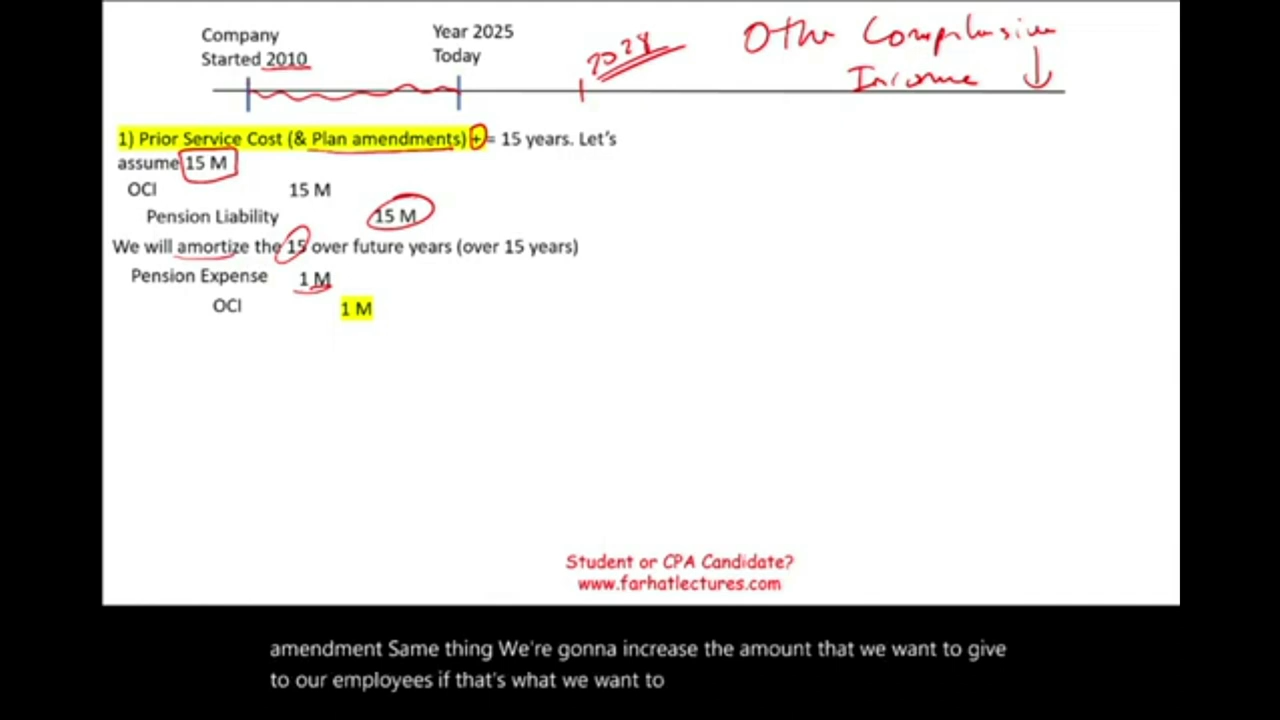 Company
Started 2010
Year 2025
Today
2028
Other Comprehensive
Income
1) Prior Service Cost (& Plan amendments) + = 15 years. Let's
assume 15 M
OCI 15 M
Pension Liability 15 M
We will amortize the 15 over future years (over 15 years)
Pension Expense 1 M
OCI 1 M
Student or CPA Candidate?
www.farhatlectures.com
amendment Same thing We're gonna increase the amount that we want to give
to our employees if that's what we want to